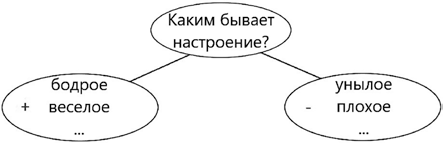 Каким бывает
настроение?
бодрое
+ веселое
...
унылое
- плохое
...